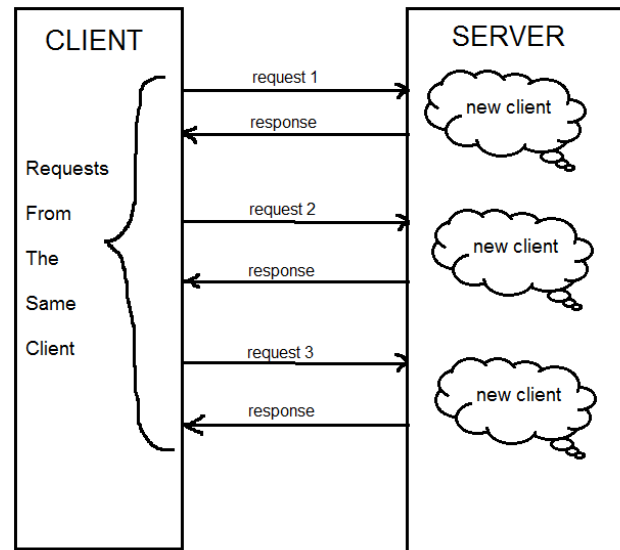 CLIENT
SERVER
request 1
new client
response
Requests
From
The
Same
Client
request 2
new client
response
request 3
new client
response